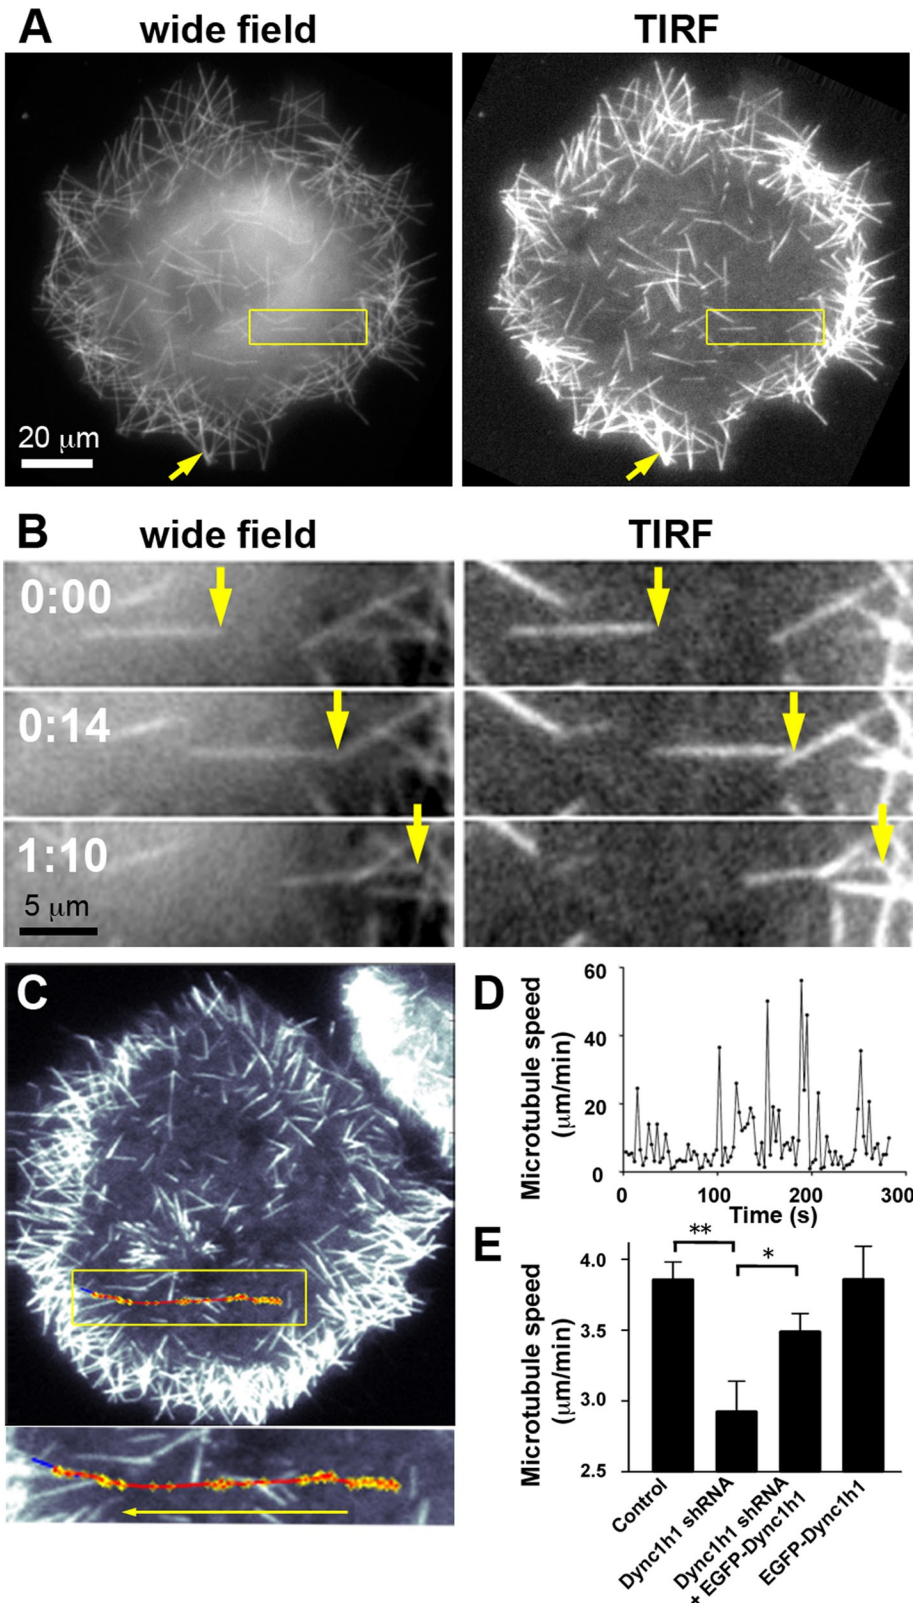 A
wide field
TIRF
20 μm
B
wide field
TIRF
0:00
0:14
1:10
5 μm
C
D
Microtubule speed
(μm/min)
60
40
20
0
0
100
200
300
Time (s)
E
Microtubule speed
(μm/min)
4.0
3.5
3.0
2.5
**
*
Control
Dync1h1 shRNA
Dync1h1 shRNA
+ EGFP-Dync1h1
EGFP-Dync1h1